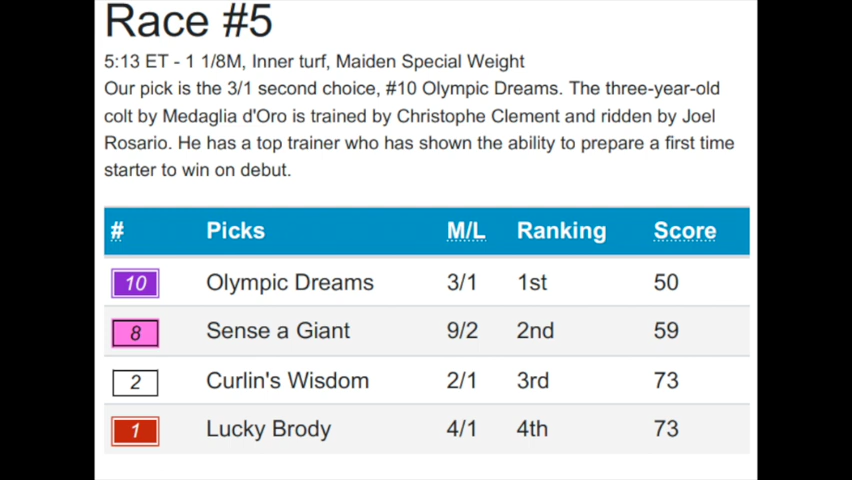 Race #5
5:13 ET - 1 1/8M, Inner turf, Maiden Special Weight
Our pick is the 3/1 second choice, #10 Olympic Dreams. The three-year-old
colt by Medaglia d'Oro is trained by Christophe Clement and ridden by Joel
Rosario. He has a top trainer who has shown the ability to prepare a first time
starter to win on debut.
# Picks M/L Ranking Score
10 Olympic Dreams 3/1 1st 50
8 Sense a Giant 9/2 2nd 59
2 Curlin's Wisdom 2/1 3rd 73
1 Lucky Brody 4/1 4th 73